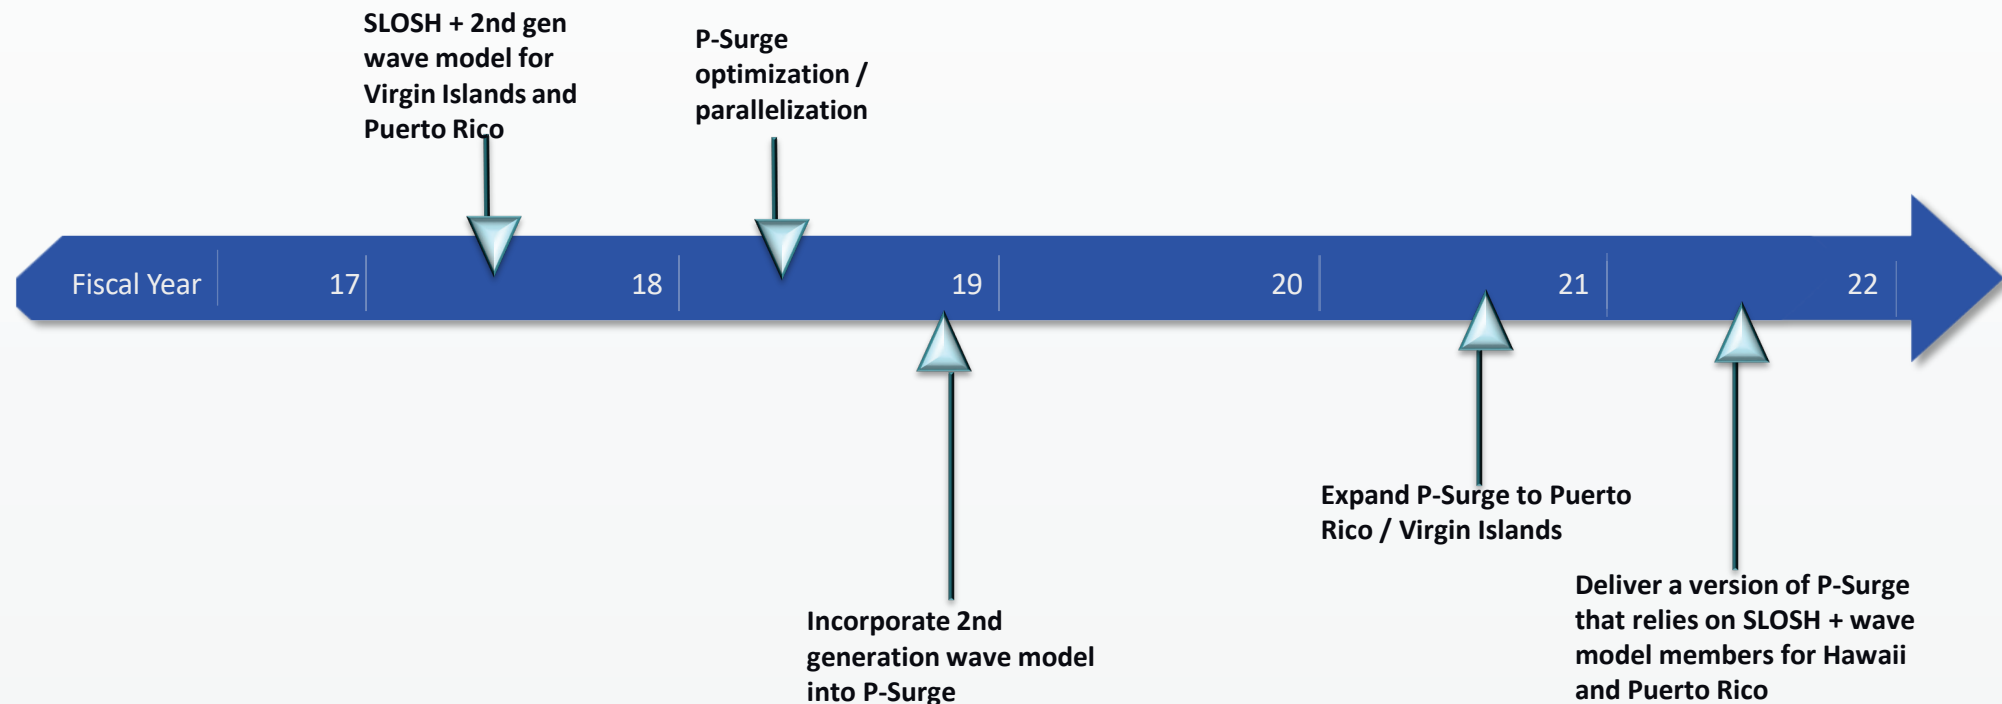 SLOSH + 2nd gen
wave model for
Virgin Islands and
Puerto Rico
P-Surge
optimization /
parallelization
Fiscal Year 17 18 19 20 21 22
Incorporate 2nd
generation wave model
into P-Surge
Expand P-Surge to Puerto
Rico / Virgin Islands
Deliver a version of P-Surge
that relies on SLOSH + wave
model members for Hawaii
and Puerto Rico